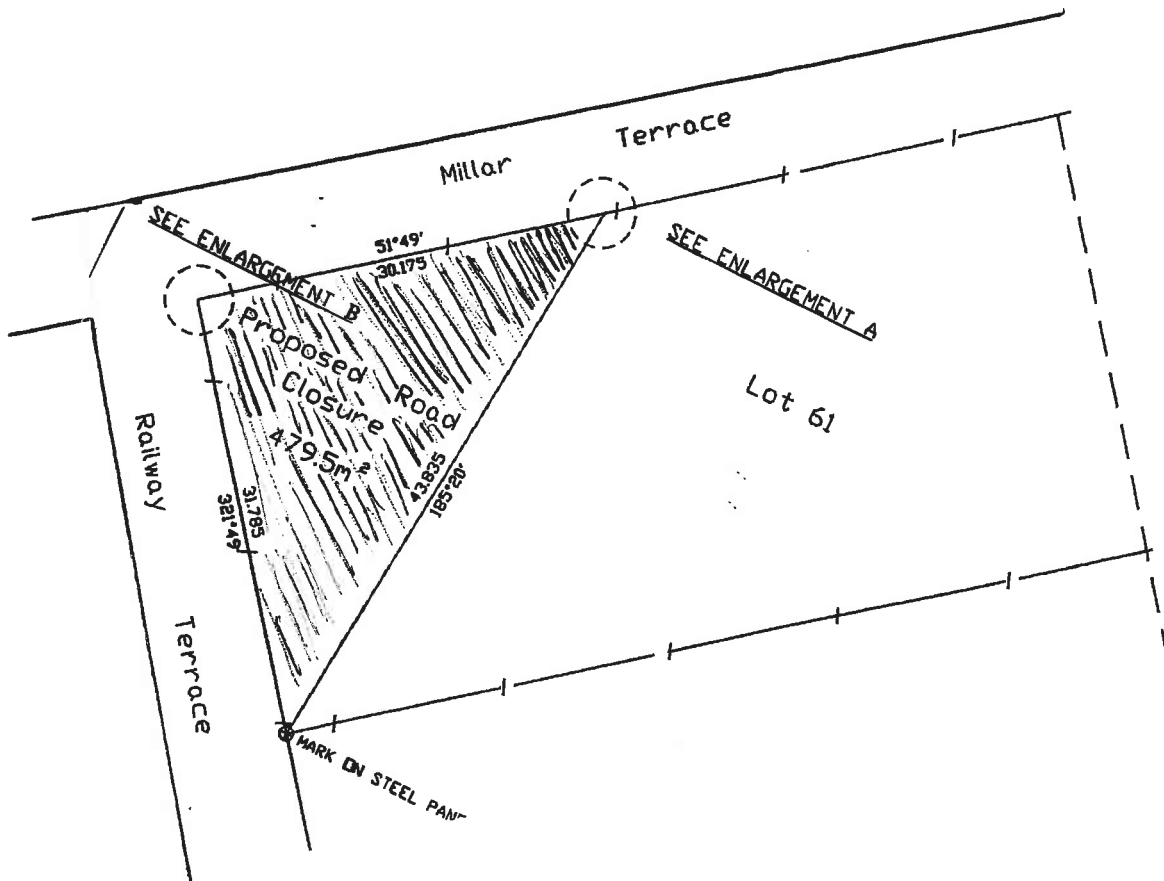 Millar Terrace
SEE ENLARGEMENT B
51°49'
30.175
SEE ENLARGEMENT A
Proposed Road
Closure
479.5m²
Lot 61
Railway Terrace
31.785
321°49'
43.835
185°20'
MARK ON STEEL